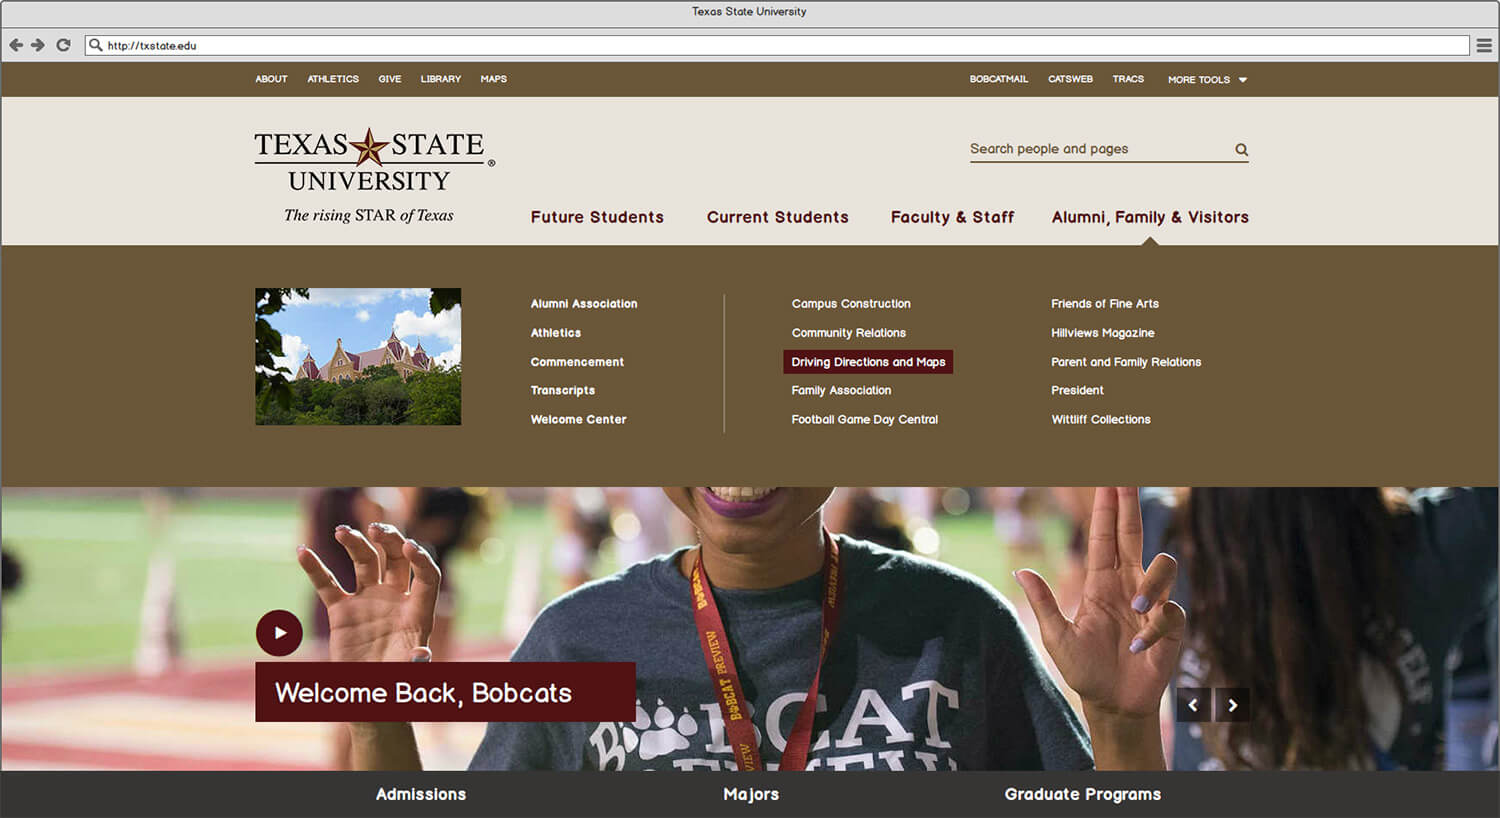 Texas State University
http://txstate.edu
ABOUT ATHLETICS GIVE LIBRARY MAPS BOBCATMAIL CATSWEB TRACS MORE TOOLS
TEXAS STATE
UNIVERSITY ®
The rising STAR of Texas
Search people and pages
Future Students Current Students Faculty & Staff Alumni, Family & Visitors
Alumni Association
Athletics
Commencement
Transcripts
Welcome Center
Campus Construction
Community Relations
Driving Directions and Maps
Family Association
Football Game Day Central
Friends of Fine Arts
Hillviews Magazine
Parent and Family Relations
President
Wittliff Collections
BOBCAT PREVIEW
BOBCAT PREVIEW
PREVIEW
VIEW
BOBCAT
Welcome Back, Bobcats
Admissions Majors Graduate Programs